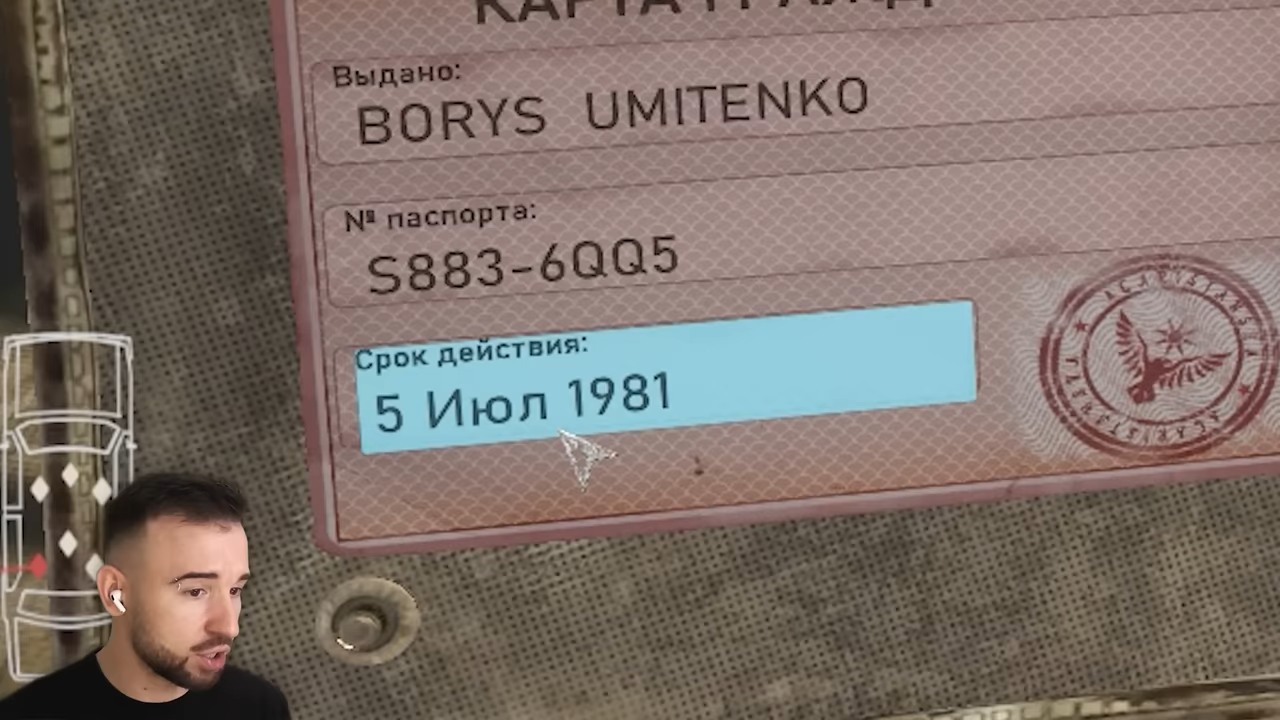 Выдано:
BORYS UMITENKO
№ паспорта:
S883-6QQ5
Срок действия:
5 Июл 1981